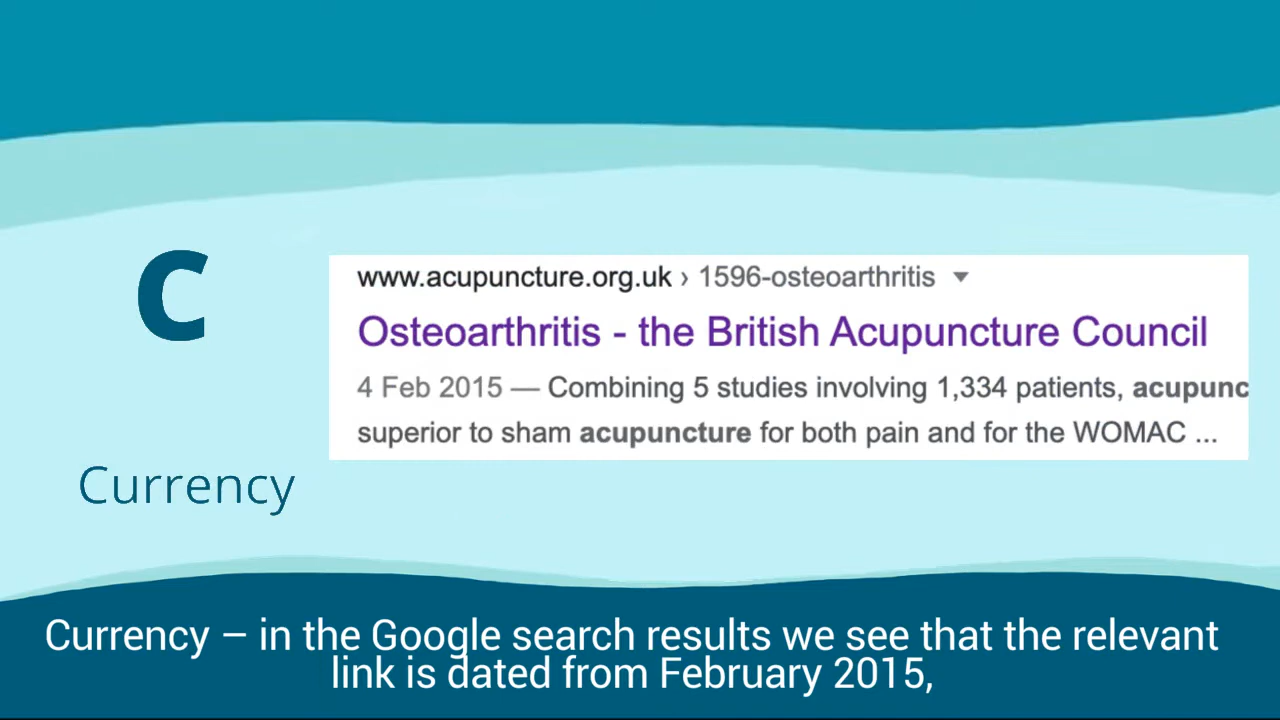 C
Currency
www.acupuncture.org.uk › 1596-osteoarthritis
Osteoarthritis - the British Acupuncture Council
4 Feb 2015 — Combining 5 studies involving 1,334 patients, acupunc
superior to sham acupuncture for both pain and for the WOMAC ...
Currency – in the Google search results we see that the relevant
link is dated from February 2015,